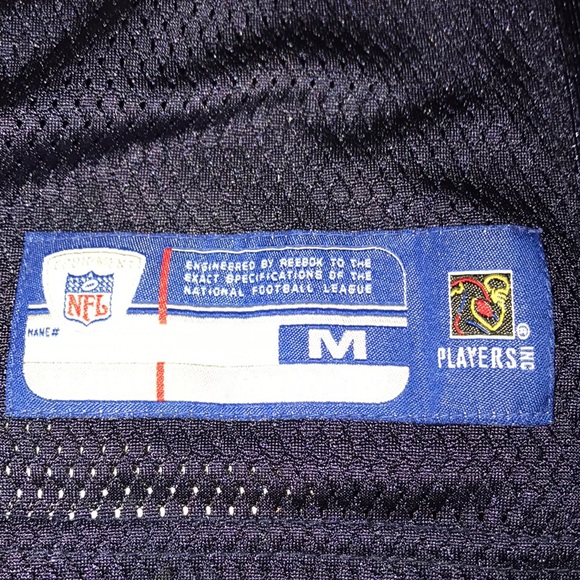 ENGINEERED BY REEBOK TO THE
EXACT SPECIFICATIONS OF THE
NATIONAL FOOTBALL LEAGUE
NFL
NAME#
M
®
PLAYERS INC